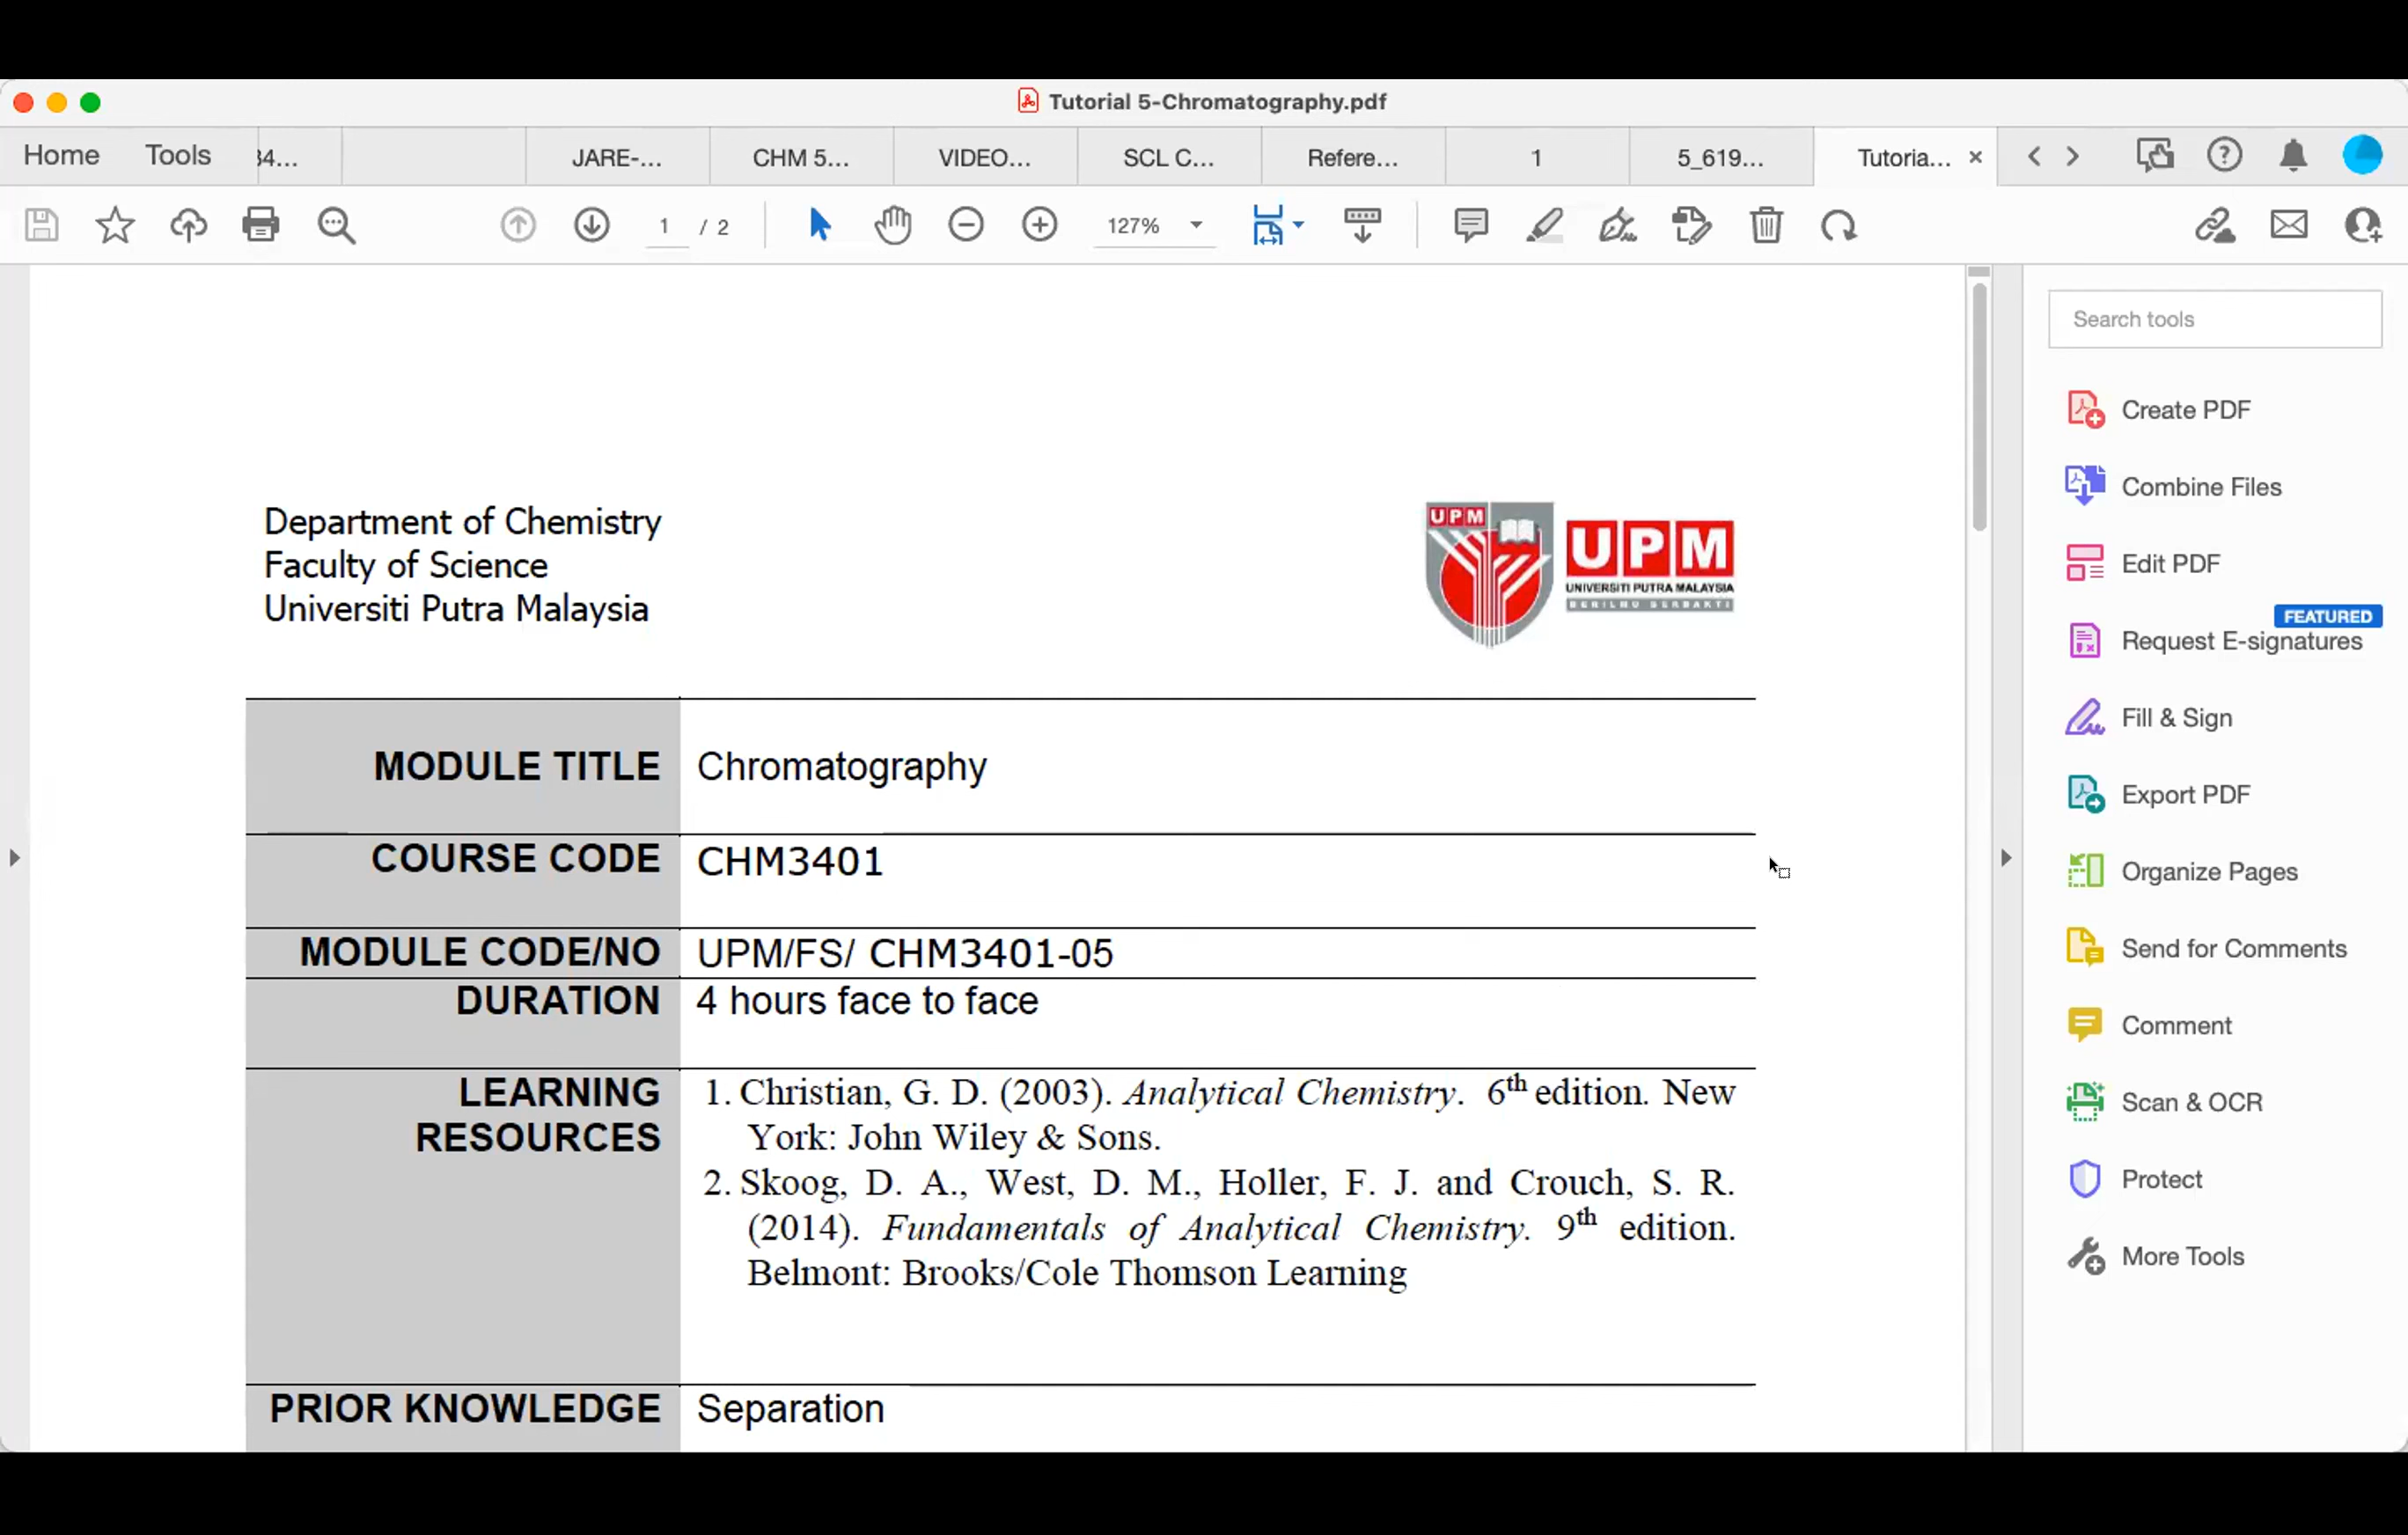 Tutorial 5-Chromatography.pdf
Home Tools 34... JARE-... CHM 5... VIDEO... SCL C... Refere... 1 5_619... Tutoria...
1 / 2 127%
Search tools
Create PDF
Combine Files
Edit PDF
FEATURED
Request E-signatures
Fill & Sign
Export PDF
Organize Pages
Send for Comments
Comment
Scan & OCR
Protect
More Tools
Department of Chemistry
Faculty of Science
Universiti Putra Malaysia
UPM
UPM
UNIVERSITI PUTRA MALAYSIA
BERILMU BERBAKTI
MODULE TITLE Chromatography
COURSE CODE CHM3401
MODULE CODE/NO UPM/FS/ CHM3401-05
DURATION 4 hours face to face
LEARNING
RESOURCES
1. Christian, G. D. (2003). Analytical Chemistry. 6th edition. New
York: John Wiley & Sons.
2. Skoog, D. A., West, D. M., Holler, F. J. and Crouch, S. R.
(2014). Fundamentals of Analytical Chemistry. 9th edition.
Belmont: Brooks/Cole Thomson Learning
PRIOR KNOWLEDGE Separation